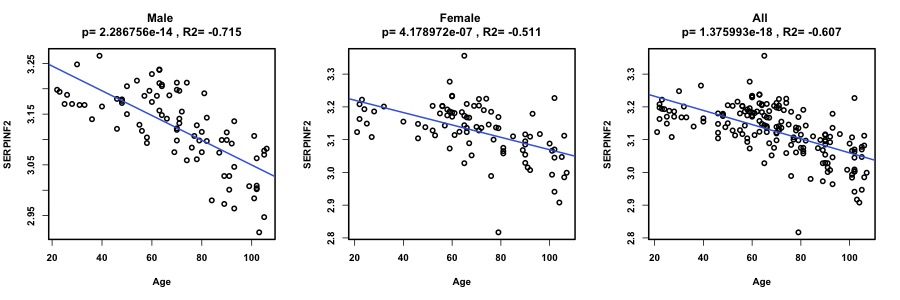 Male
p= 2.286756e-14 , R2= -0.715
3.25
3.15
3.05
2.95
SERPINF2
20 40 60 80 100
Age
Female
p= 4.178972e-07 , R2= -0.511
3.3
3.2
3.1
3.0
2.9
2.8
SERPINF2
20 40 60 80 100
Age
All
p= 1.375993e-18 , R2= -0.607
3.3
3.2
3.1
3.0
2.9
2.8
SERPINF2
20 40 60 80 100
Age